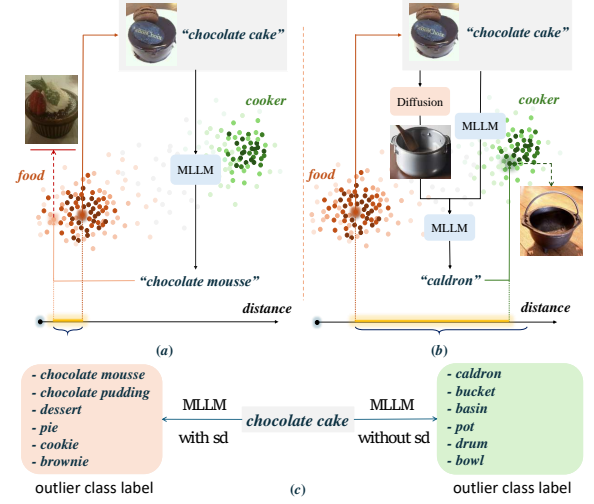 (a)
"chocolate cake"
cooker
MLLM
food
"chocolate mousse"
distance
(a)
(b)
"chocolate cake"
Diffusion
cooker
MLLM
food
MLLM
"caldron"
distance
(b)
- chocolate mousse
- chocolate pudding
- dessert
- pie
- cookie
- brownie
outlier class label
MLLM
with sd
chocolate cake
MLLM
without sd
- caldron
- bucket
- basin
- pot
- drum
- bowl
outlier class label
(c)